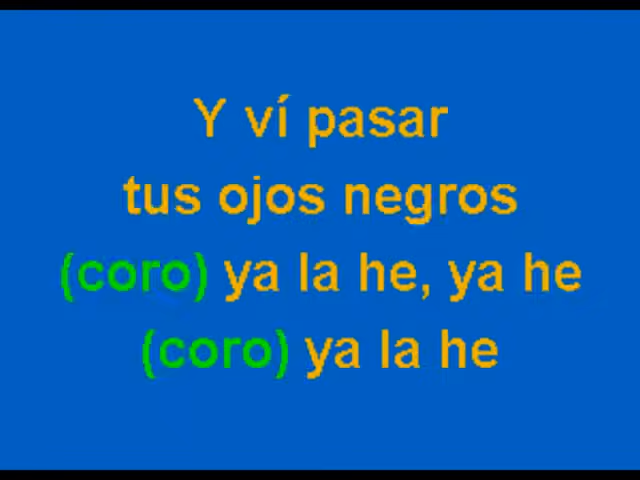 Y ví pasar
tus ojos negros
(coro) ya la he, ya he
(coro) ya la he